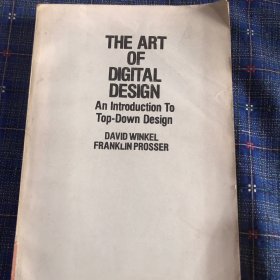 THE ART
OF
DIGITAL
DESIGN
An Introduction To
Top-Down Design
DAVID WINKEL
FRANKLIN PROSSER